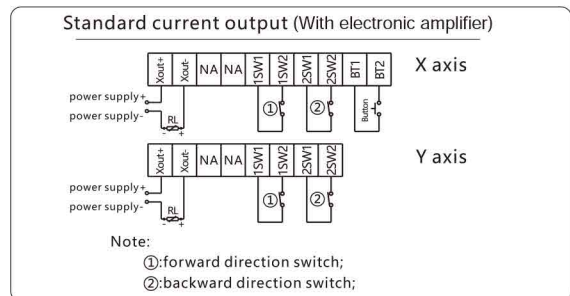 Standard current output (With electronic amplifier)
Xout+ Xout- NA NA 1SW1 1SW2 2SW1 2SW2 BT1 BT2 X axis
power supply+
power supply-
RL
- +
① ② Button
Xout+ Xout- NA NA 1SW1 1SW2 2SW1 2SW2 Y axis
power supply+
power supply-
RL
- +
① ②
Note:
①:forward direction switch;
②:backward direction switch;